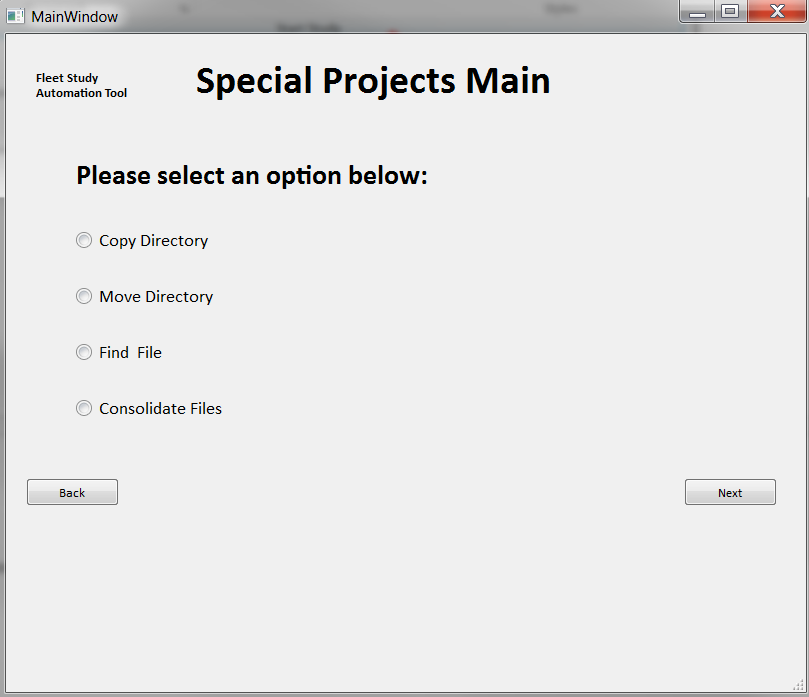 MainWindow
Fleet Study
Automation Tool
Special Projects Main
Please select an option below:
Copy Directory
Move Directory
Find  File
Consolidate Files
Back
Next